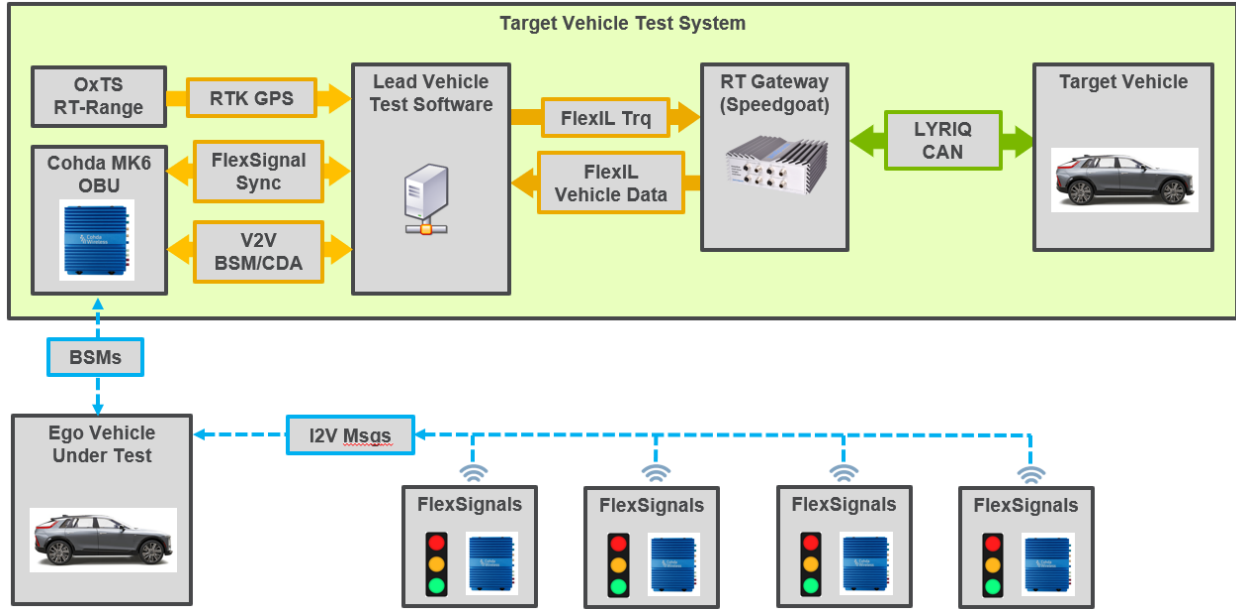 Target Vehicle Test System
OxTS
RT-Range
RTK GPS
Lead Vehicle
Test Software
FlexIL Trq
RT Gateway
(Speedgoat)
LYRIQ
CAN
Target Vehicle
Cohda MK6
OBU
Cohda
Wireless
FlexSignal
Sync
FlexIL
Vehicle Data
V2V
BSM/CDA
BSMs
Ego Vehicle
Under Test
I2V Msgs
FlexSignals
FlexSignals
FlexSignals
FlexSignals